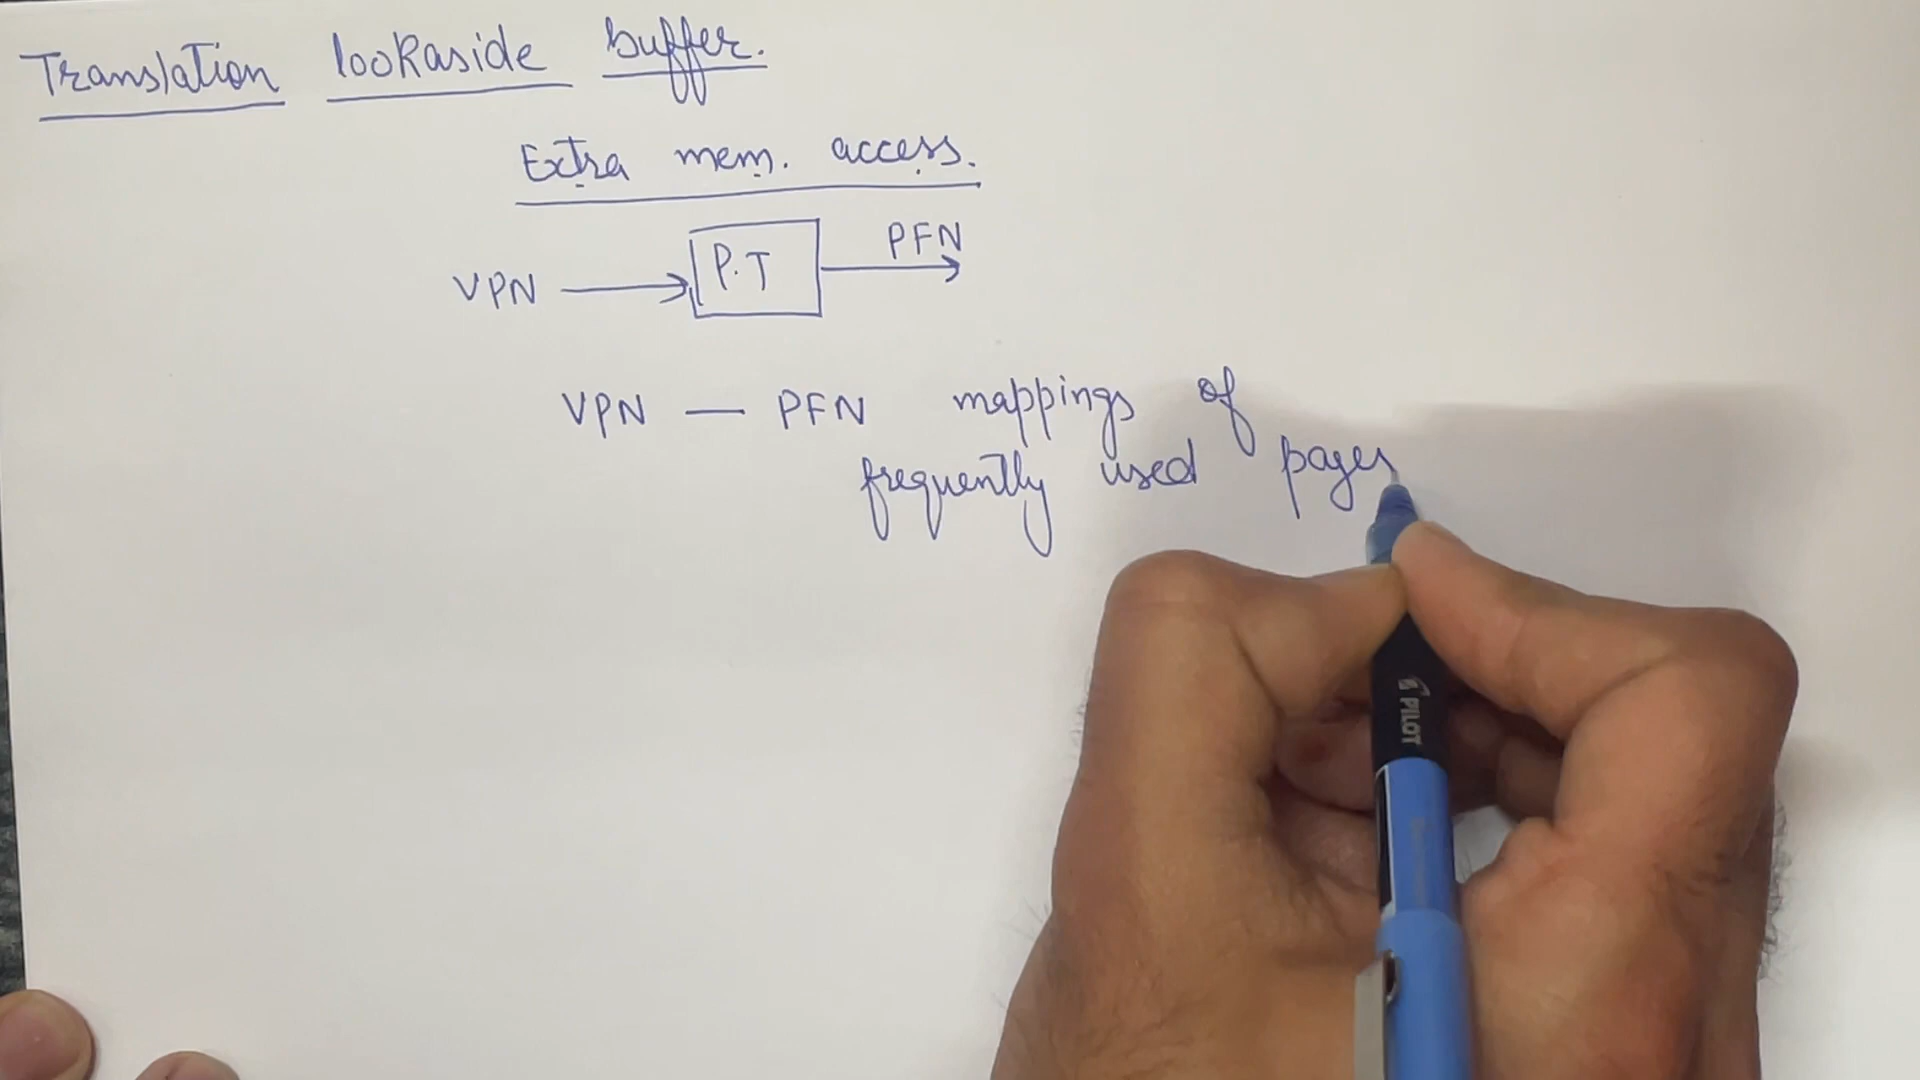 Translation lookaside buffer.
Extra mem. access.
VPN → P.T → PFN
VPN — PFN mappings of
frequently used pages
PILOT